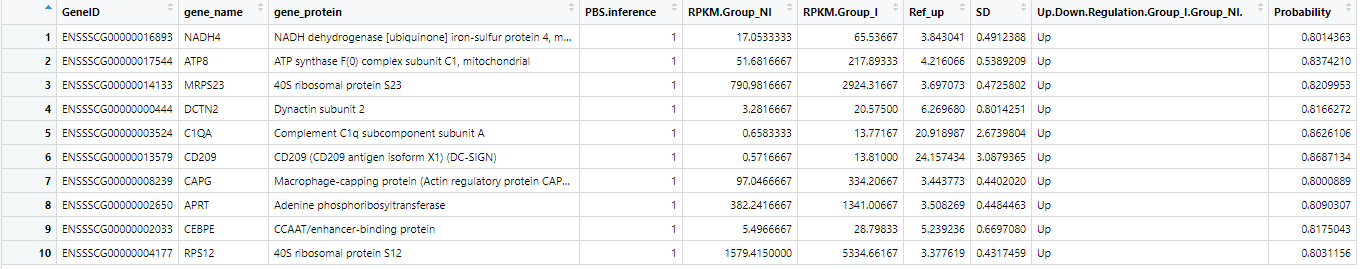 GeneID gene_name gene_protein PBS.inference RPKM.Group_NI RPKM.Group_I Ref_up SD Up.Down.Regulation.Group_I.Group_NI. Probability
1 ENSSSCG00000016893 NADH4 NADH dehydrogenase [ubiquinone] iron-sulfur protein 4, m... 1 17.0533333 65.53667 3.843041 0.4912388 Up 0.8014363
2 ENSSSCG00000017544 ATP8 ATP synthase F(0) complex subunit C1, mitochondrial 1 51.6816667 217.89333 4.216066 0.5389209 Up 0.8374210
3 ENSSSCG00000014133 MRPS23 40S ribosomal protein S23 1 790.9816667 2924.31667 3.697073 0.4725802 Up 0.8209953
4 ENSSSCG00000000444 DCTN2 Dynactin subunit 2 1 3.2816667 20.57500 6.269680 0.8014251 Up 0.8166272
5 ENSSSCG00000003524 C1QA Complement C1q subcomponent subunit A 1 0.6583333 13.77167 20.918987 2.6739804 Up 0.8626106
6 ENSSSCG00000013579 CD209 CD209 (CD209 antigen isoform X1) (DC-SIGN) 1 0.5716667 13.81000 24.157434 3.0879365 Up 0.8687134
7 ENSSSCG00000008239 CAPG Macrophage-capping protein (Actin regulatory protein CAP... 1 97.0466667 334.20667 3.443773 0.4402020 Up 0.8000889
8 ENSSSCG00000002650 APRT Adenine phosphoribosyltransferase 1 382.2416667 1341.00667 3.508269 0.4484463 Up 0.8090307
9 ENSSSCG00000002033 CEBPE CCAAT/enhancer-binding protein 1 5.4966667 28.79833 5.239236 0.6697080 Up 0.8175043
10 ENSSSCG00000004177 RPS12 40S ribosomal protein S12 1 1579.4150000 5334.66167 3.377619 0.4317459 Up 0.8031156